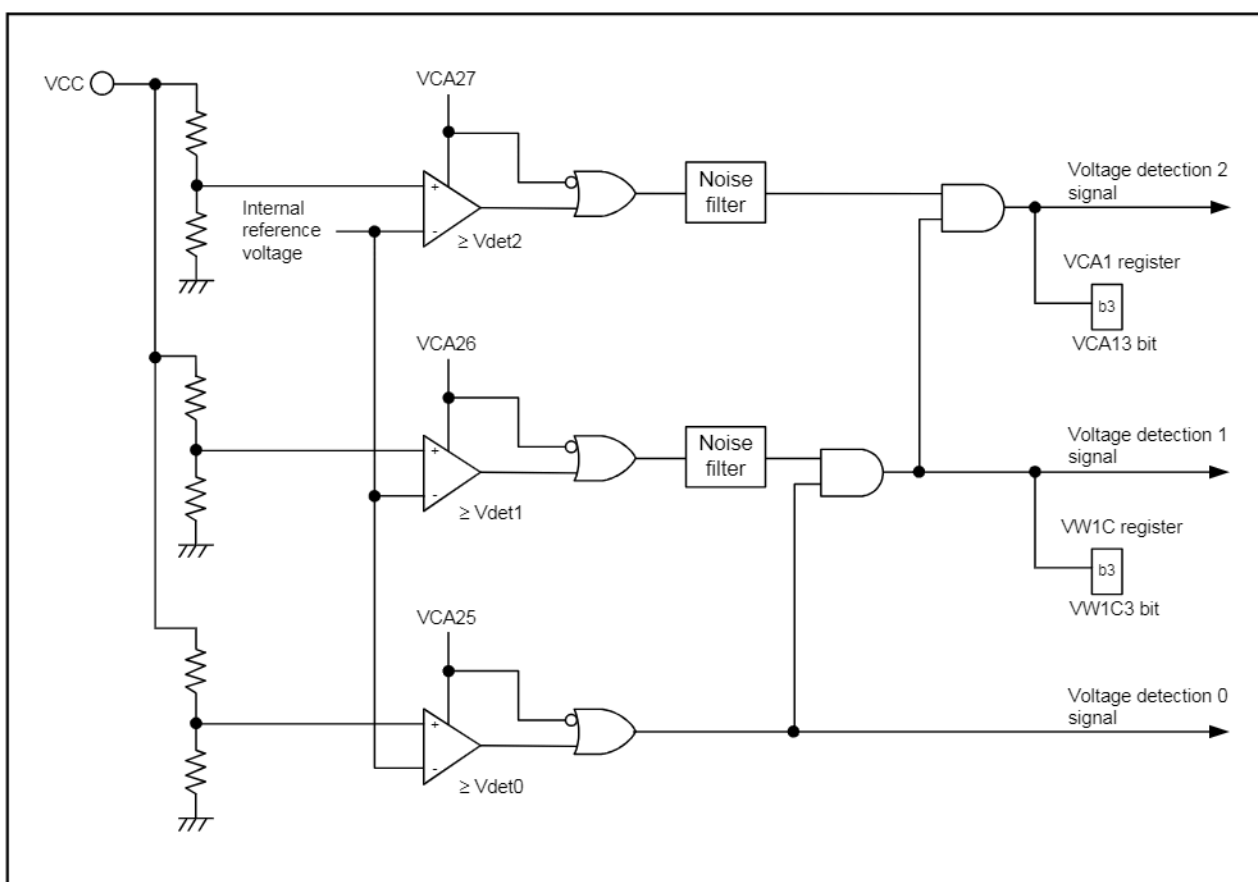 VCC
VCA27
+
-
≥ Vdet2
Internal
reference
voltage
Noise
filter
Voltage detection 2
signal
VCA1 register
b3
VCA13 bit
VCA26
+
-
≥ Vdet1
Noise
filter
Voltage detection 1
signal
VW1C register
b3
VW1C3 bit
VCA25
+
-
≥ Vdet0
Voltage detection 0
signal